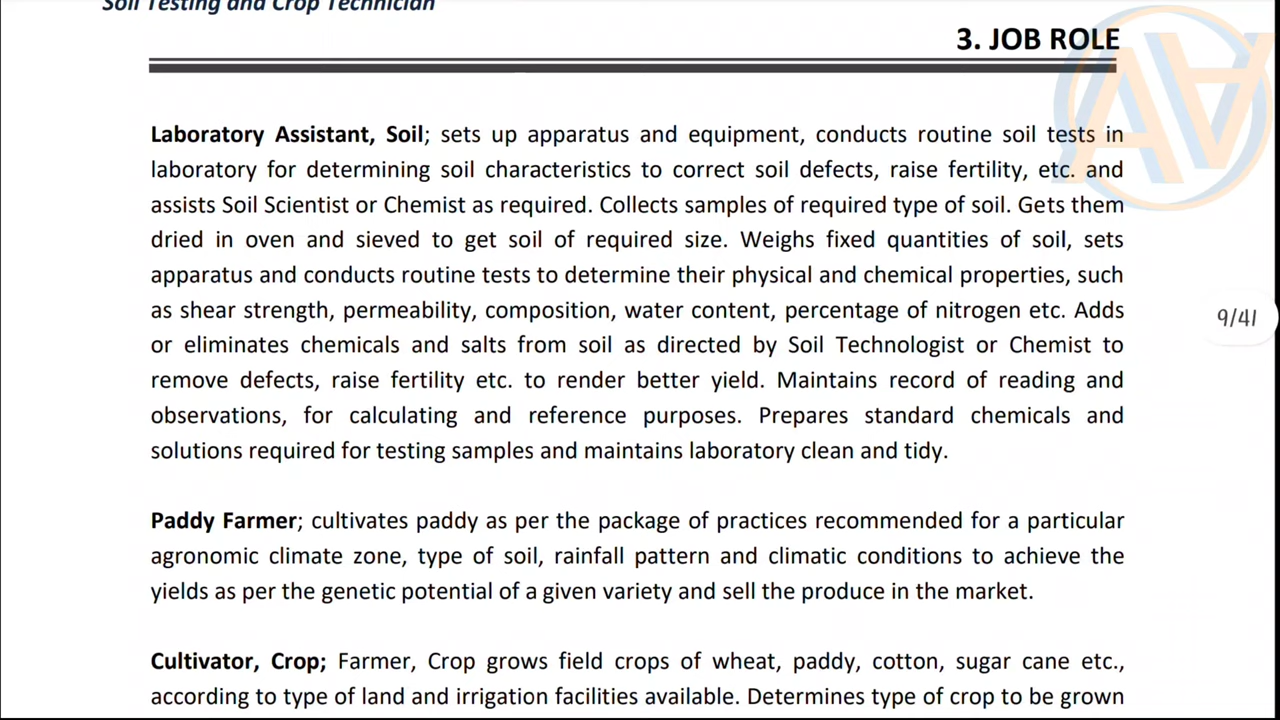 Soil Testing and Crop Technician
3. JOB ROLE
Laboratory Assistant, Soil; sets up apparatus and equipment, conducts routine soil tests in
laboratory for determining soil characteristics to correct soil defects, raise fertility, etc. and
assists Soil Scientist or Chemist as required. Collects samples of required type of soil. Gets them
dried in oven and sieved to get soil of required size. Weighs fixed quantities of soil, sets
apparatus and conducts routine tests to determine their physical and chemical properties, such
as shear strength, permeability, composition, water content, percentage of nitrogen etc. Adds
or eliminates chemicals and salts from soil as directed by Soil Technologist or Chemist to
remove defects, raise fertility etc. to render better yield. Maintains record of reading and
observations, for calculating and reference purposes. Prepares standard chemicals and
solutions required for testing samples and maintains laboratory clean and tidy.
9/41
Paddy Farmer; cultivates paddy as per the package of practices recommended for a particular
agronomic climate zone, type of soil, rainfall pattern and climatic conditions to achieve the
yields as per the genetic potential of a given variety and sell the produce in the market.
Cultivator, Crop; Farmer, Crop grows field crops of wheat, paddy, cotton, sugar cane etc.,
according to type of land and irrigation facilities available. Determines type of crop to be grown